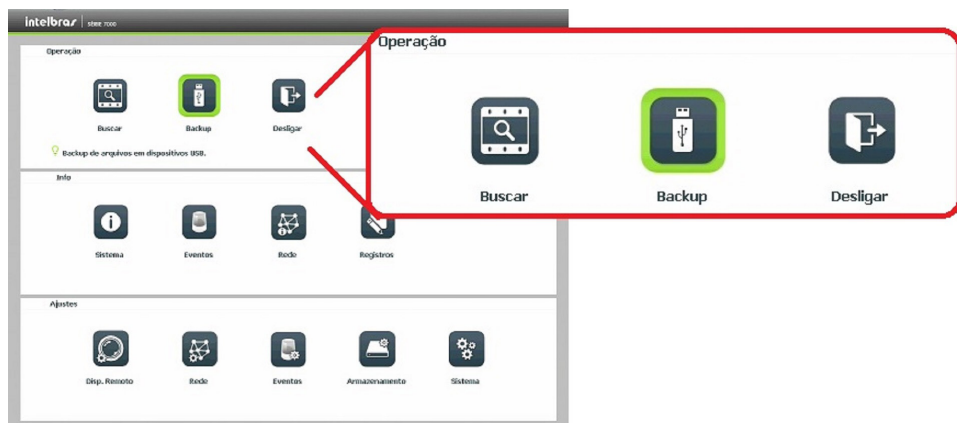 intelbras série 7000
Operação
Buscar Backup Desligar
Backup de arquivos em dispositivos USB.
Info
Sistema Eventos Rede Registros
Ajustes
Disp. Remoto Rede Eventos Armazenamento Sistema
Operação
Buscar Backup Desligar